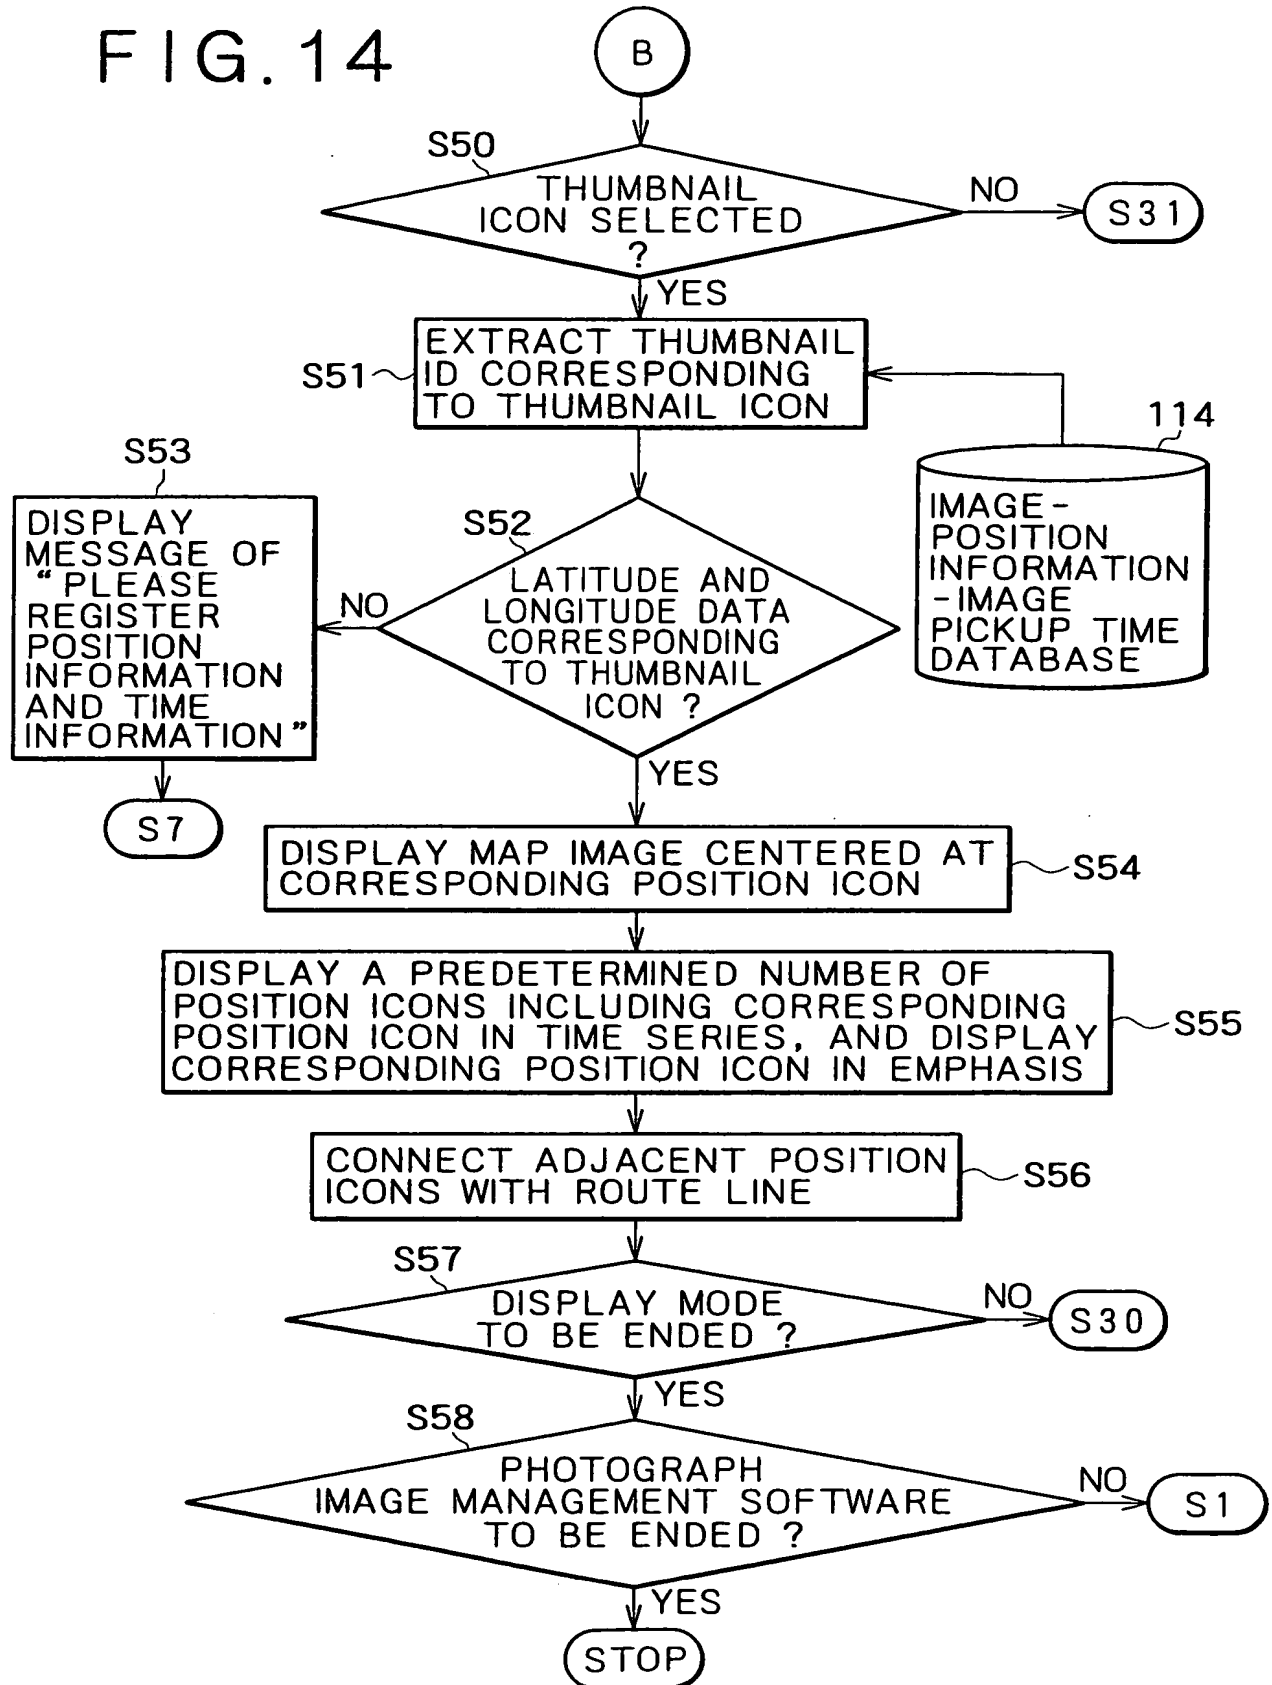 FIG.14
B
S50
THUMBNAIL
ICON SELECTED
?
NO
S31
YES
S51
EXTRACT THUMBNAIL
ID CORRESPONDING
TO THUMBNAIL ICON
114
IMAGE-
POSITION
INFORMATION
-IMAGE
PICKUP TIME
DATABASE
S53
DISPLAY
MESSAGE OF
“PLEASE
REGISTER
POSITION
INFORMATION
AND TIME
INFORMATION”
S7
S52
LATITUDE AND
LONGITUDE DATA
CORRESPONDING
TO THUMBNAIL
ICON ?
NO
YES
DISPLAY MAP IMAGE CENTERED AT
CORRESPONDING POSITION ICON
S54
DISPLAY A PREDETERMINED NUMBER OF
POSITION ICONS INCLUDING CORRESPONDING
POSITION ICON IN TIME SERIES, AND DISPLAY
CORRESPONDING POSITION ICON IN EMPHASIS
S55
CONNECT ADJACENT POSITION
ICONS WITH ROUTE LINE
S56
S57
DISPLAY MODE
TO BE ENDED ?
NO
S30
YES
S58
PHOTOGRAPH
IMAGE MANAGEMENT SOFTWARE
TO BE ENDED ?
NO
S1
YES
STOP